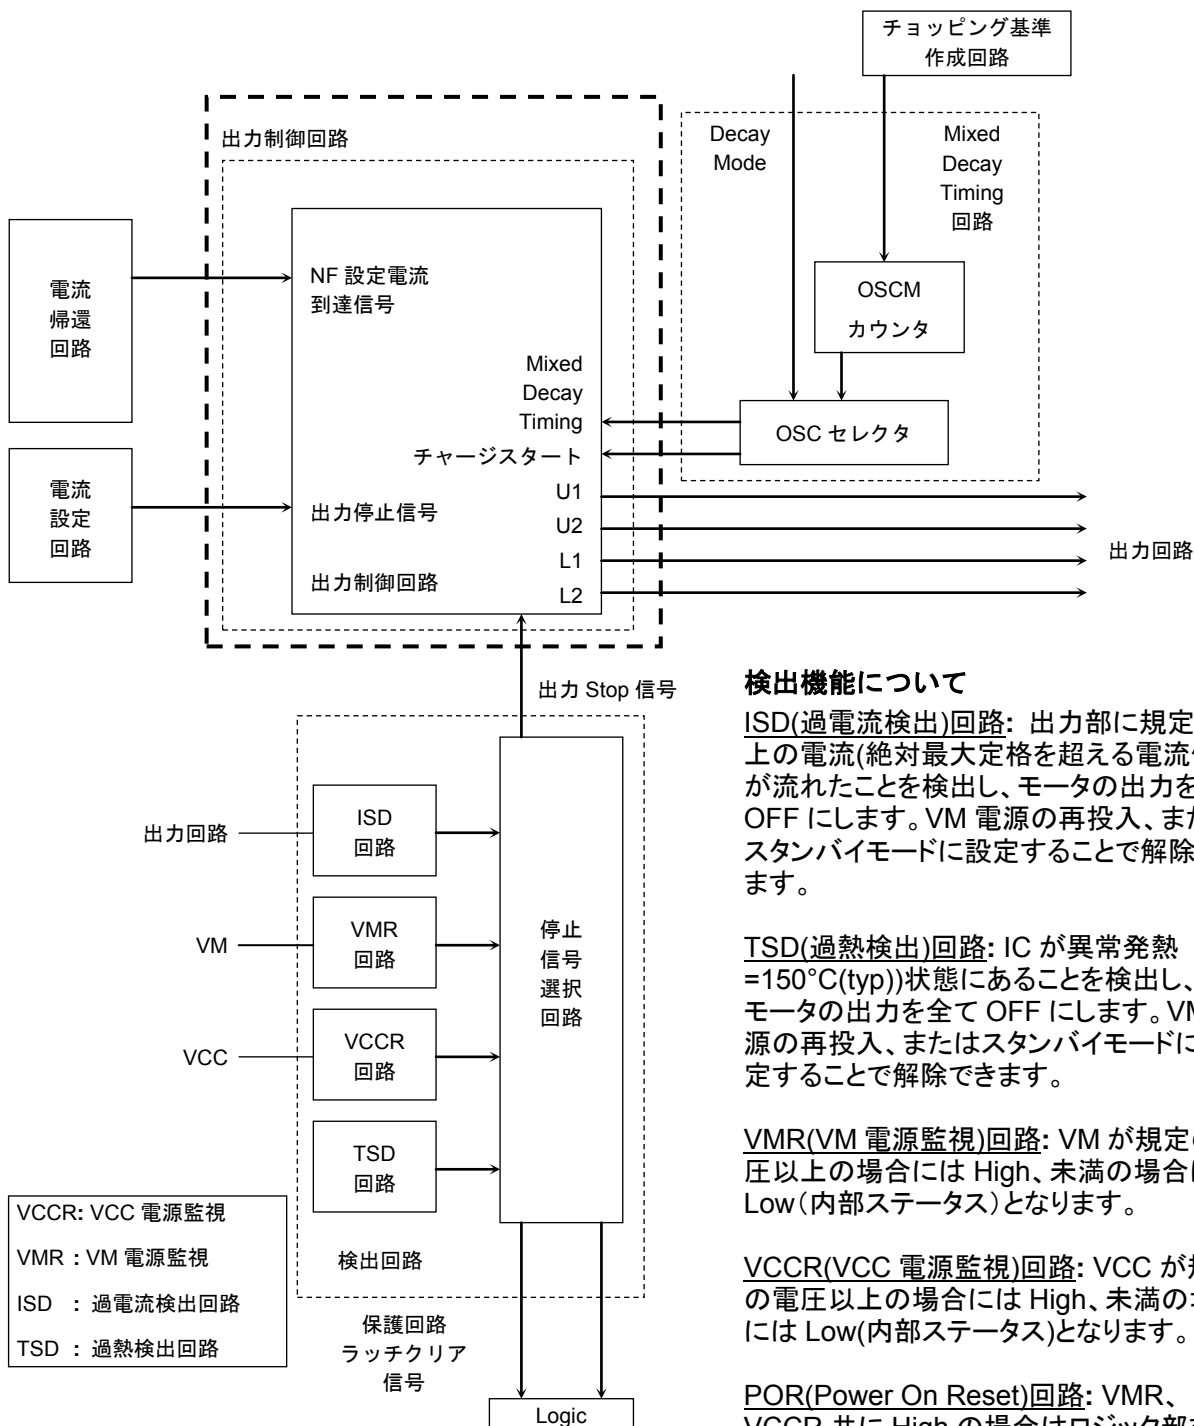 チョッピング基準
作成回路
出力制御回路
Decay
Mode
Mixed
Decay
Timing
回路
電流
帰還
回路
NF 設定電流
到達信号
OSCM
カウンタ
Mixed
Decay
Timing
OSC セレクタ
チャージスタート
電流
設定
回路
出力停止信号
U1
U2
L1
L2
出力回路
出力制御回路
出力 Stop 信号
出力回路
ISD
回路
VM
VMR
回路
停止
信号
選択
回路
VCC
VCCR
回路
TSD
回路
検出回路
VCCR: VCC 電源監視
VMR : VM 電源監視
ISD : 過電流検出回路
TSD : 過熱検出回路
保護回路
ラッチクリア
信号
Logic
検出機能について
ISD(過電流検出)回路: 出力部に規定
上の電流(絶対最大定格を超える電流
が流れたことを検出し、モータの出力を
OFF にします。VM 電源の再投入、ま
スタンバイモードに設定することで解除
ます。
TSD(過熱検出)回路: IC が異常発熱
=150°C(typ))状態にあることを検出し、
モータの出力を全て OFF にします。VM
源の再投入、またはスタンバイモードに
定することで解除できます。
VMR(VM 電源監視)回路: VM が規定
圧以上の場合には High、未満の場合
Low（内部ステータス）となります。
VCCR(VCC 電源監視)回路: VCC が
の電圧以上の場合には High、未満の
には Low(内部ステータス)となります。
POR(Power On Reset)回路: VMR、
VCCR 共に High の場合はロジック部